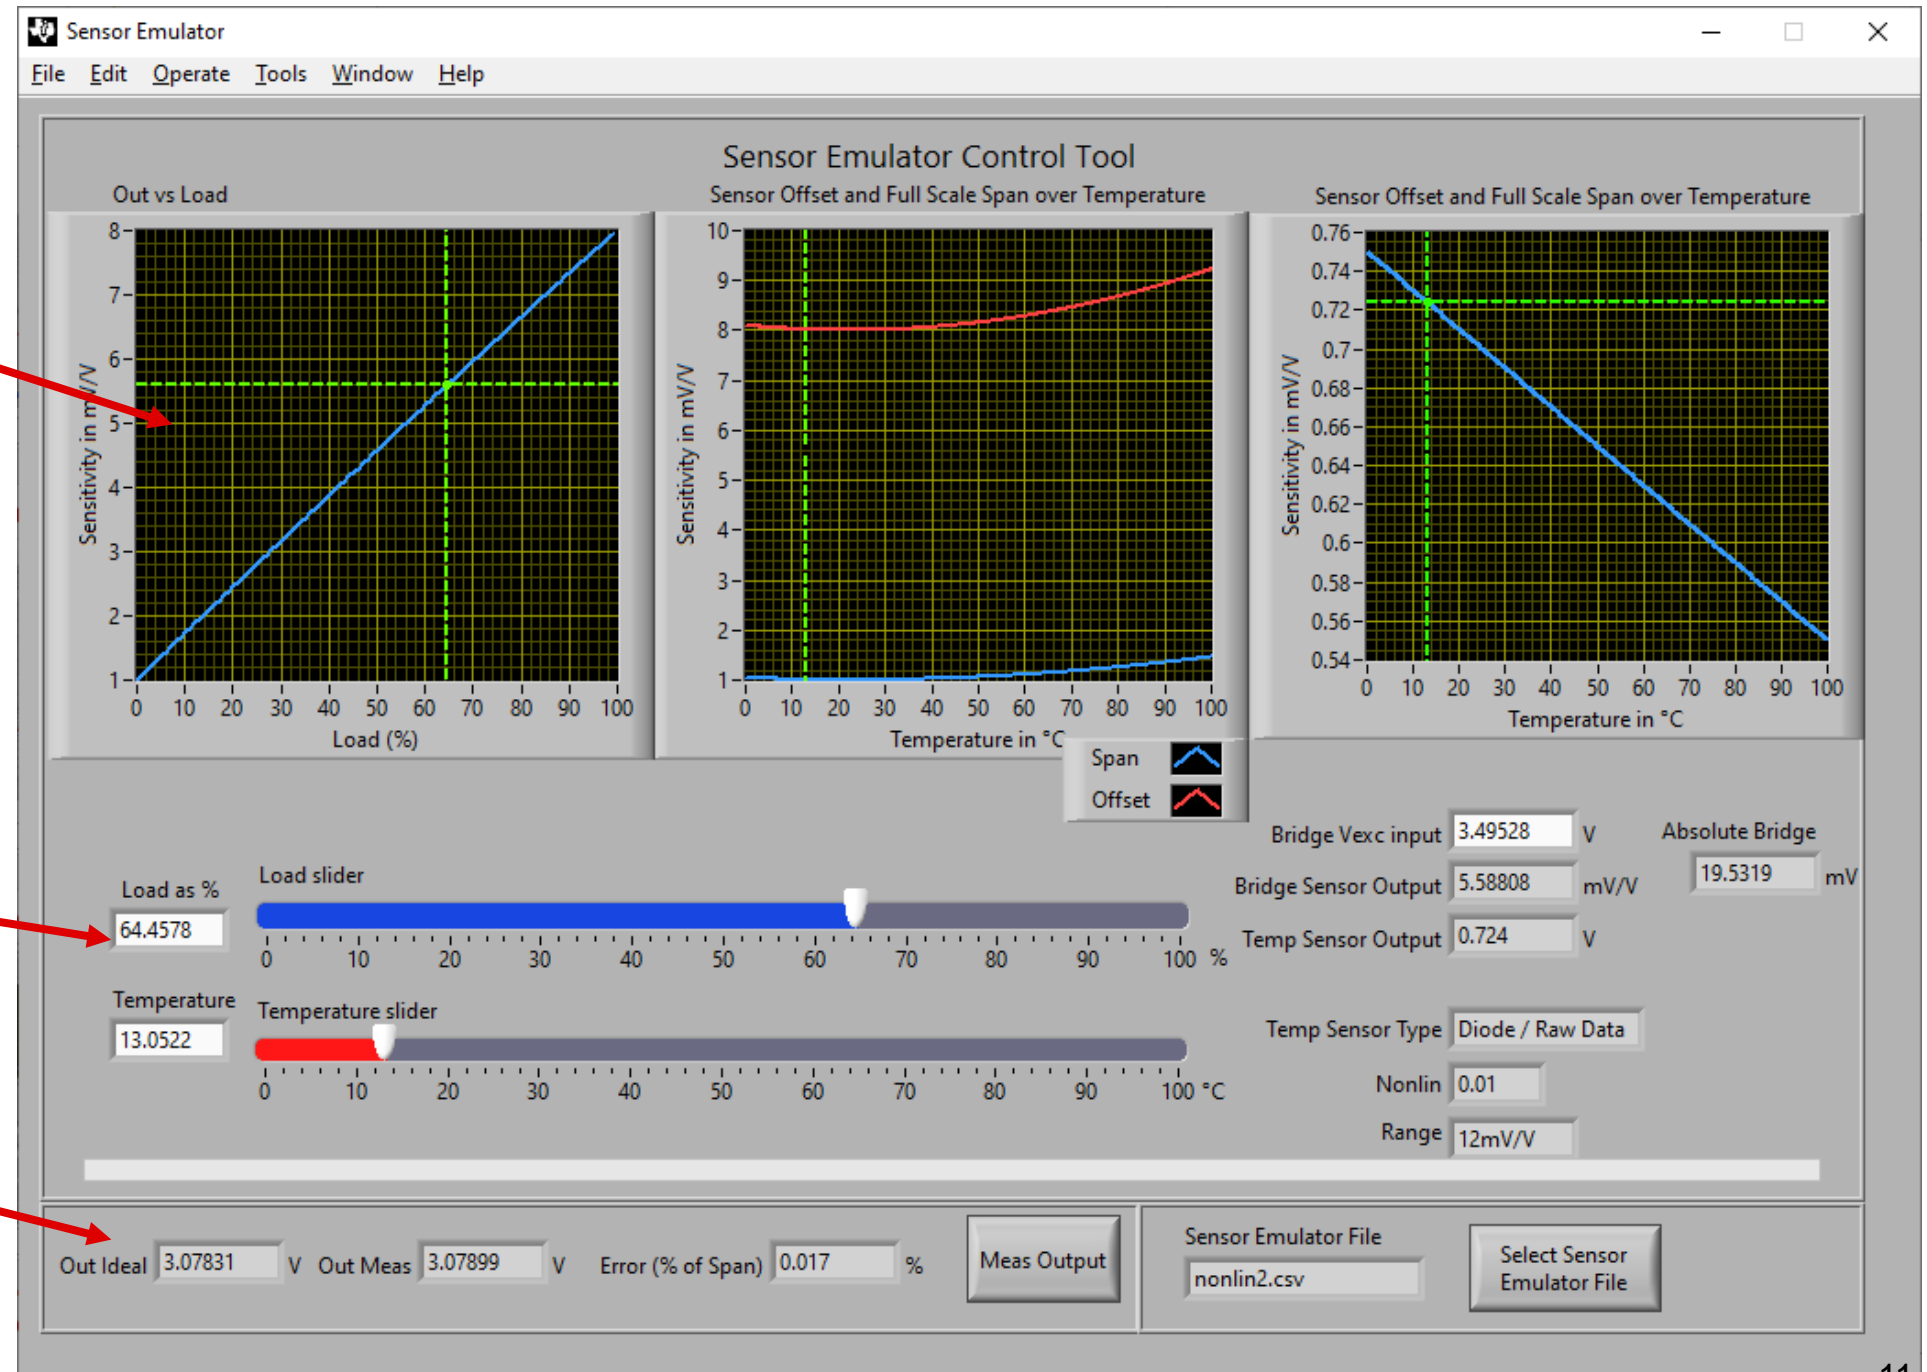 Sensor Emulator
File Edit Operate Tools Window Help
Sensor Emulator Control Tool
Out vs Load
Sensitivity in mV/V
8
7
6
5
4
3
2
1
0 10 20 30 40 50 60 70 80 90 100
Load (%)
Sensor Offset and Full Scale Span over Temperature
Sensitivity in mV/V
10
9
8
7
6
5
4
3
2
1
0 10 20 30 40 50 60 70 80 90 100
Temperature in °C
Span
Offset
Sensor Offset and Full Scale Span over Temperature
Sensitivity in mV/V
0.76
0.74
0.72
0.7
0.68
0.66
0.64
0.62
0.6
0.58
0.56
0.54
0 10 20 30 40 50 60 70 80 90 100
Temperature in °C
Load as %
64.4578
Load slider
0 10 20 30 40 50 60 70 80 90 100 %
Temperature
13.0522
Temperature slider
0 10 20 30 40 50 60 70 80 90 100 °C
Bridge Vexc input 3.49528 V
Absolute Bridge
19.5319 mV
Bridge Sensor Output 5.58808 mV/V
Temp Sensor Output 0.724 V
Temp Sensor Type Diode / Raw Data
Nonlin 0.01
Range 12mV/V
Out Ideal 3.07831 V Out Meas 3.07899 V Error (% of Span) 0.017 %
Meas Output
Sensor Emulator File
nonlin2.csv
Select Sensor
Emulator File